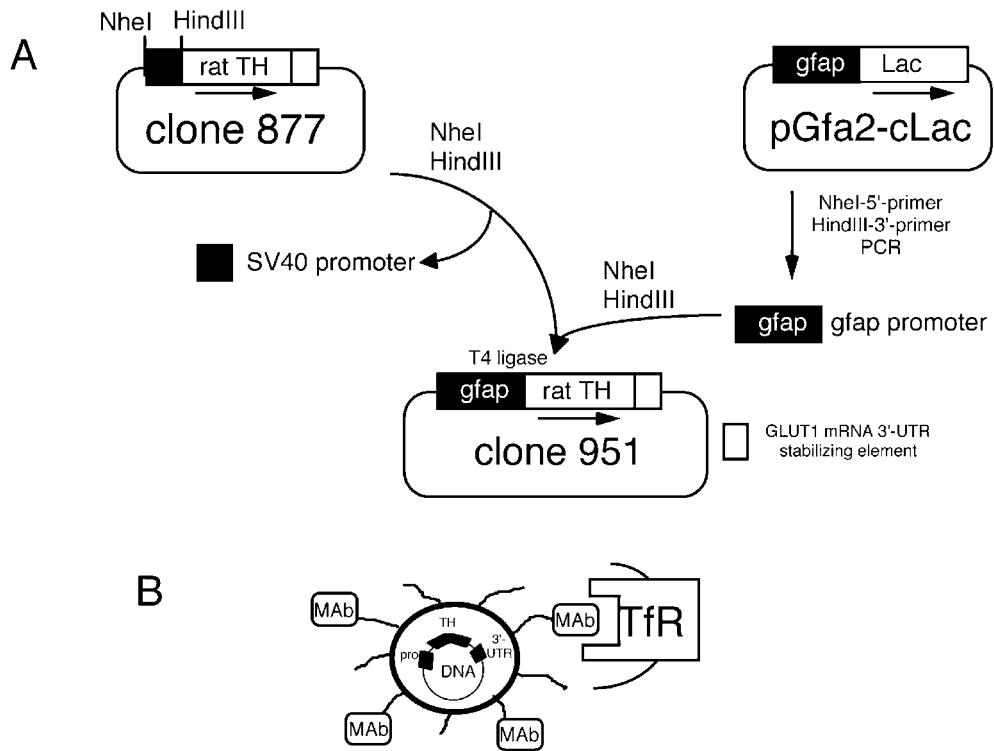 A
NheI HindIII
rat TH
clone 877
gfap Lac
pGfa2-cLac
NheI
HindIII
NheI-5'-primer
HindIII-3'-primer
PCR
SV40 promoter
NheI
HindIII
gfap gfap promoter
T4 ligase
gfap rat TH
clone 951
GLUT1 mRNA 3'-UTR
stabilizing element
B
MAb
MAb
TfR
TH
3'-
UTR
pro
DNA
MAb
MAb